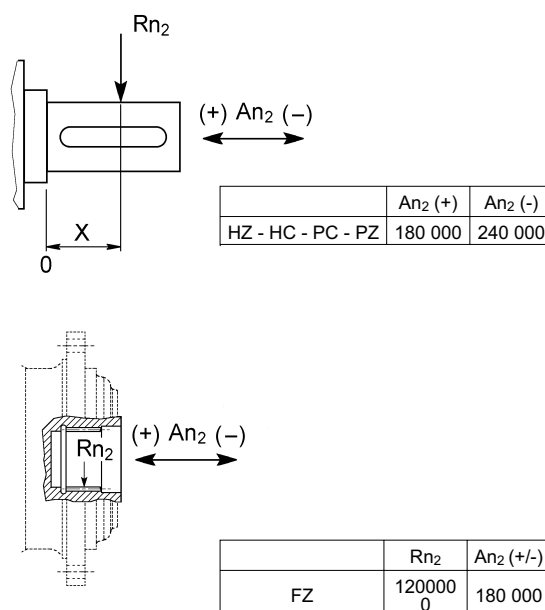 Rn2
(+) An2 (−)
X
0
An2 (+) An2 (-)
HZ - HC - PC - PZ 180 000 240 000
(+) An2 (−)
Rn2
Rn2 An2 (+/-)
FZ 120000
0 180 000